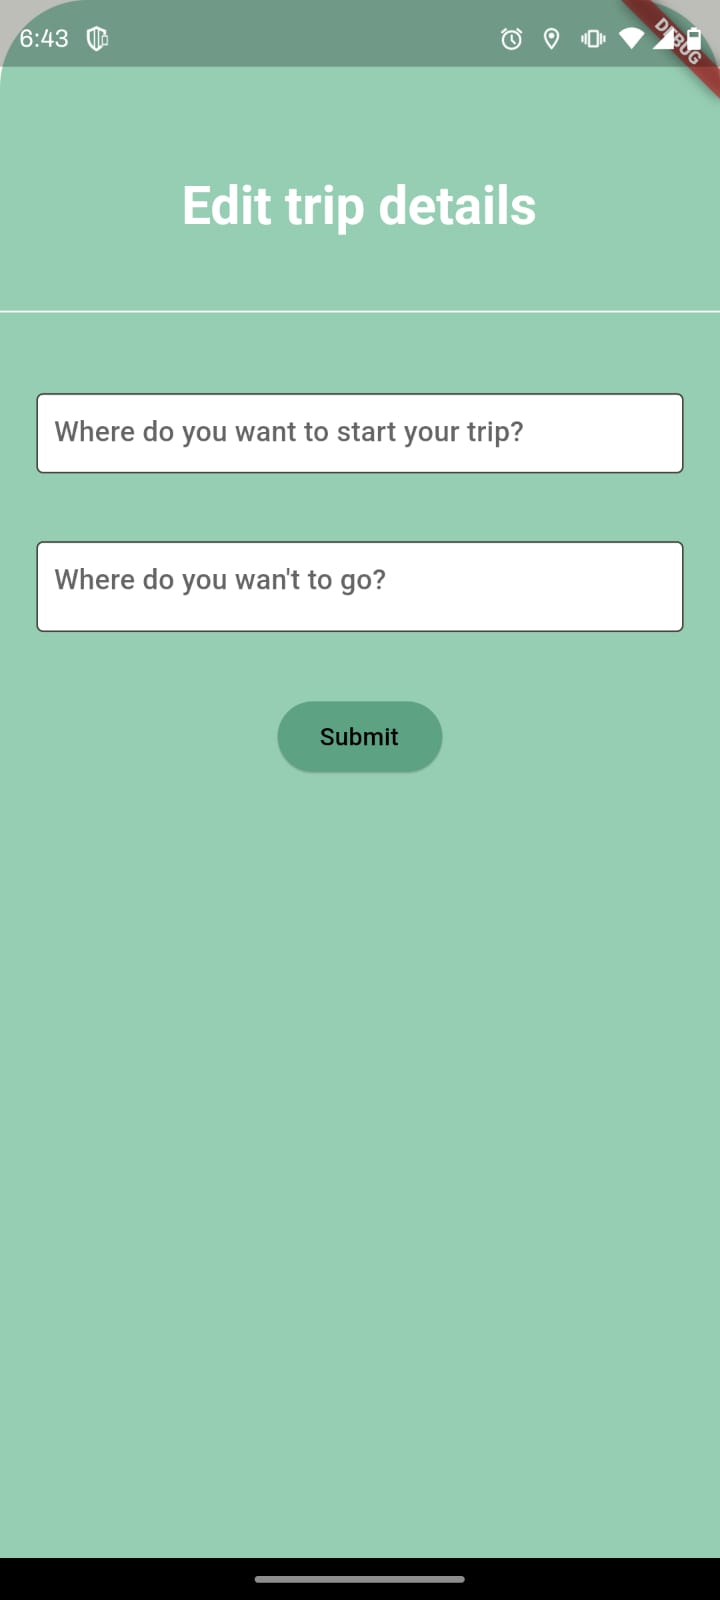 6:43
DEBUG
Edit trip details
Where do you want to start your trip?
Where do you wan't to go?
Submit